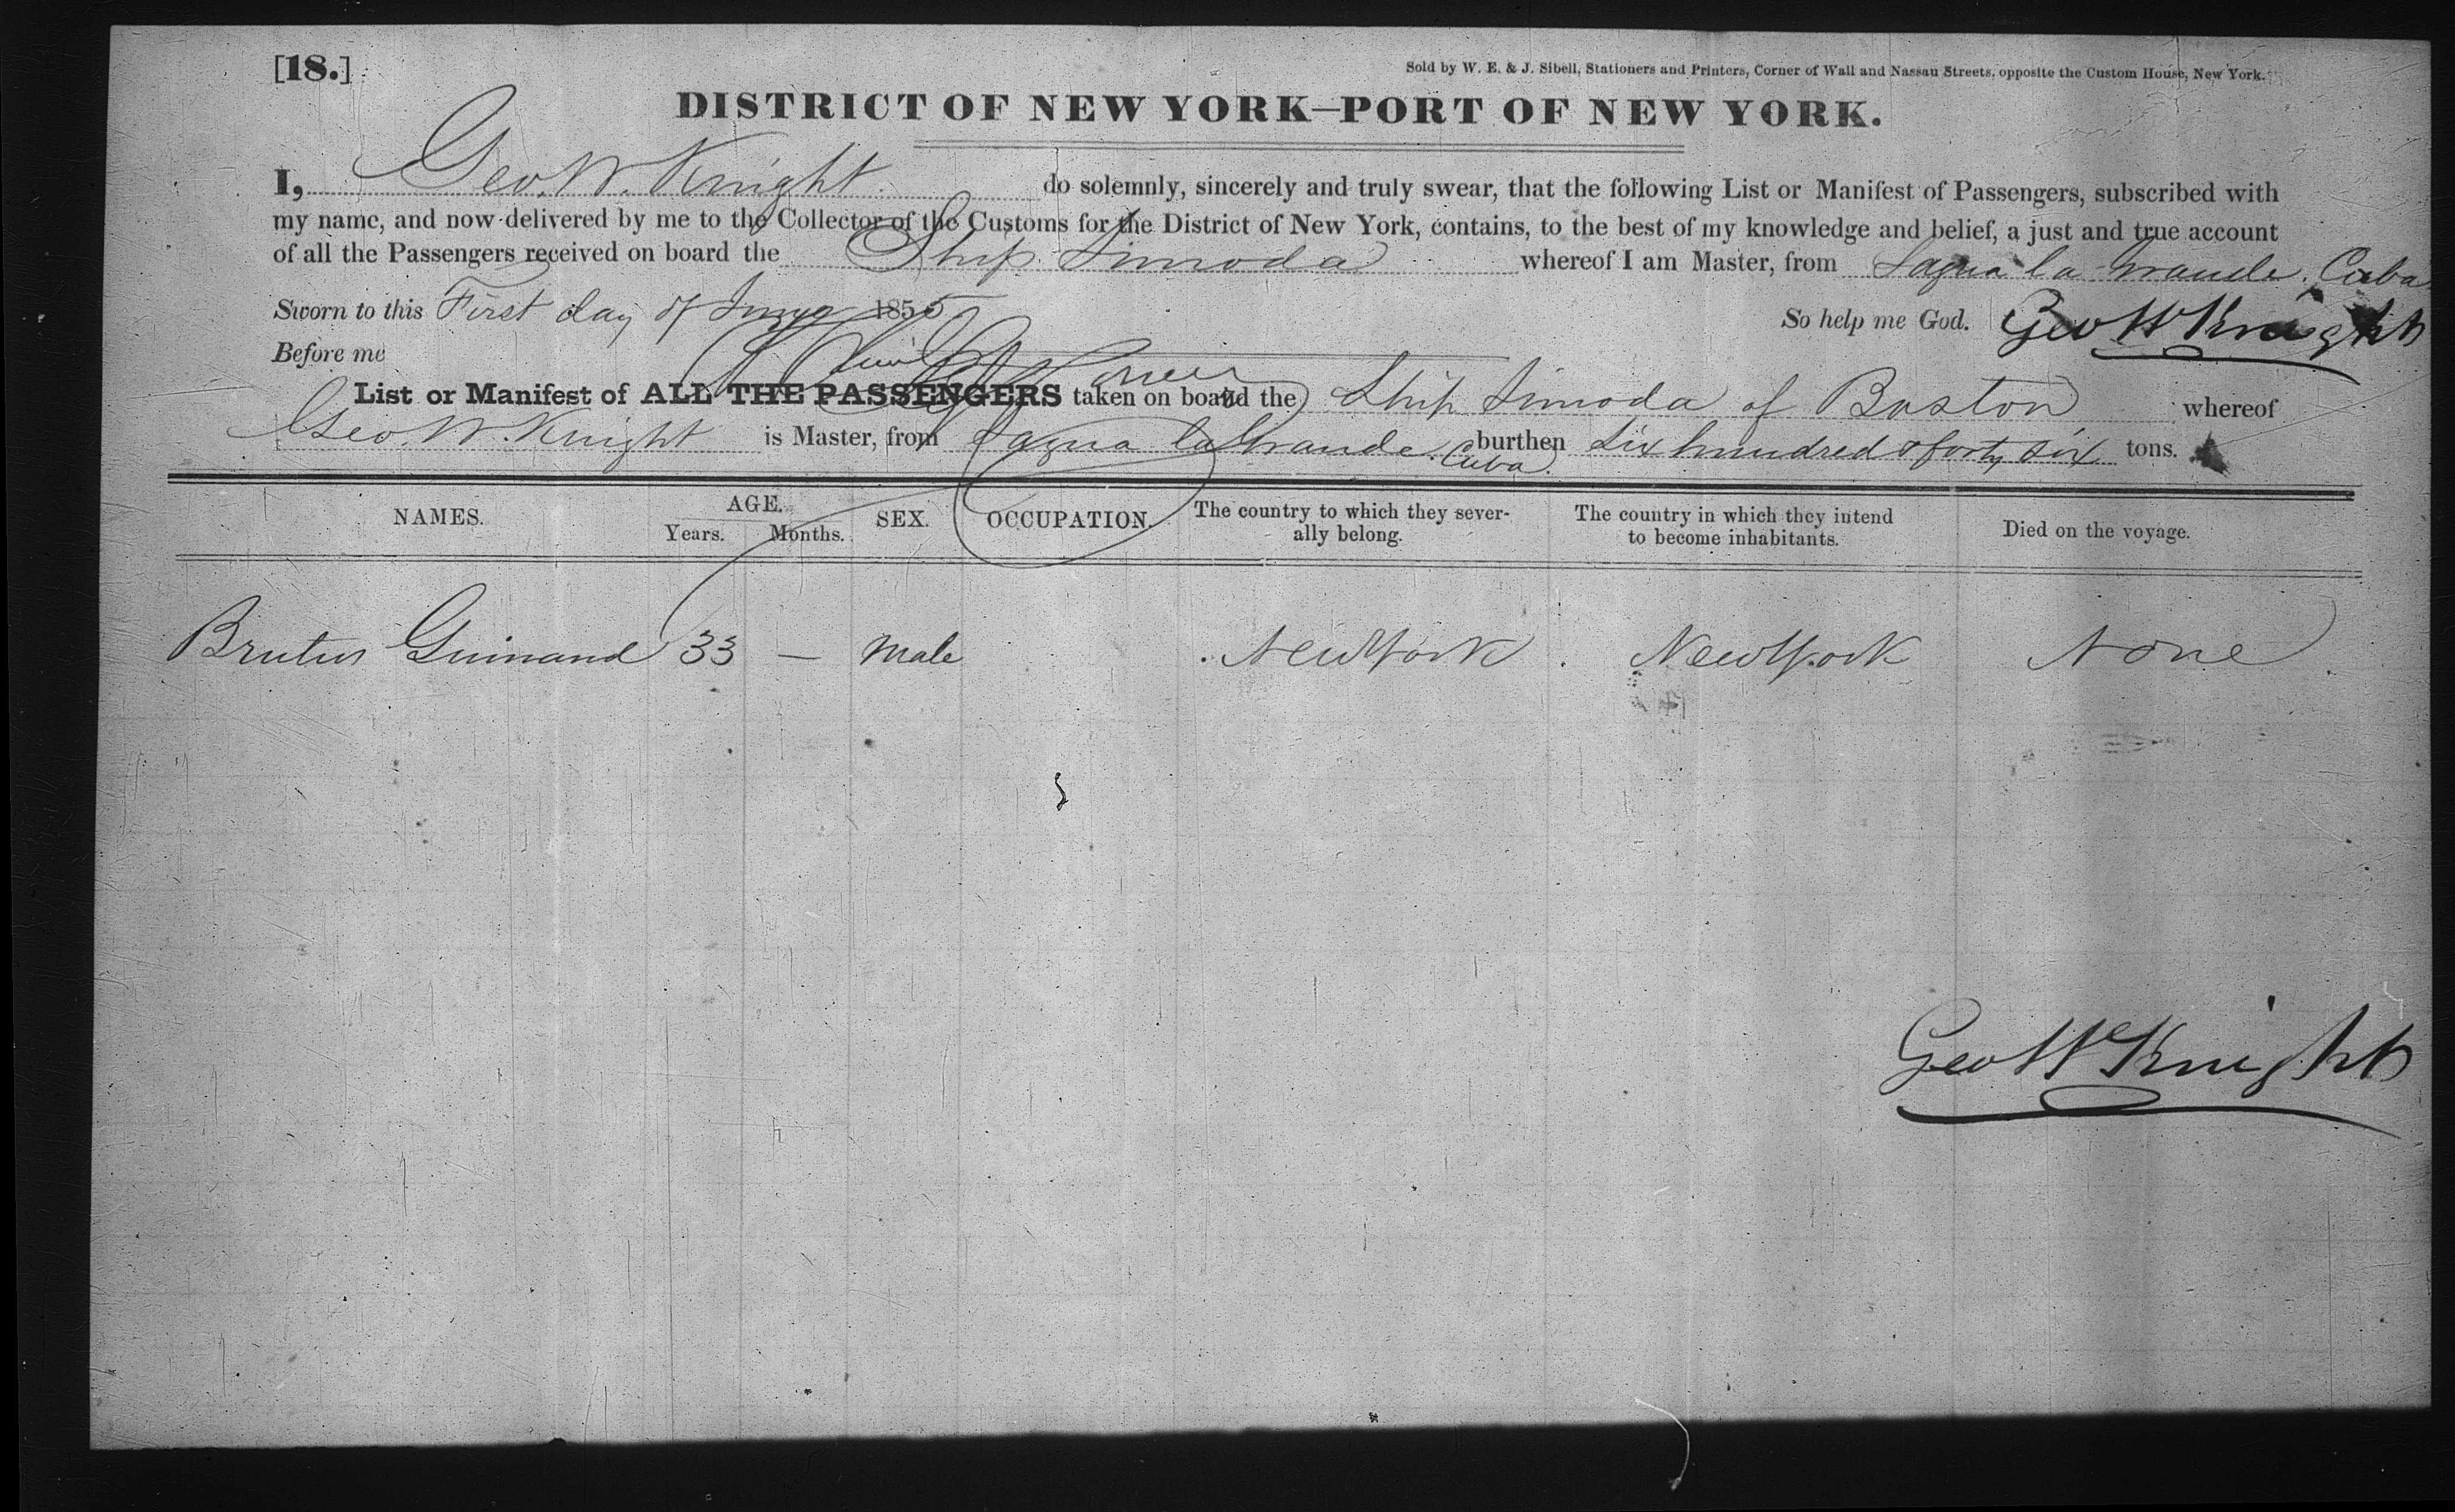 [18.]
Sold by W. E. & J. Sibell, Stationers and Printers, Corner of Wall and Nassau Streets, opposite the Custom House, New York.
DISTRICT OF NEW YORK—PORT OF NEW YORK.
I, Geo. W. Knight do solemnly, sincerely and truly swear, that the following List or Manifest of Passengers, subscribed with
my name, and now delivered by me to the Collector of the Customs for the District of New York, contains, to the best of my knowledge and belief, a just and true account
of all the Passengers received on board the Ship Simoda whereof I am Master, from Sagua la Grande. Cuba
Sworn to this First day of 1855 So help me God. Geo W Knight
Before me
List or Manifest of ALL THE PASSENGERS taken on board the Ship Simoda of Boston whereof
Geo. W. Knight is Master, from Sagua la Grande. Cuba. burthen Six hundred & forty six tons.
NAMES. AGE. Years. Months. SEX. OCCUPATION. The country to which they severally belong. The country in which they intend to become inhabitants. Died on the voyage.
Brutus Guinand 33 — Male New York New York None
Geo W Knight